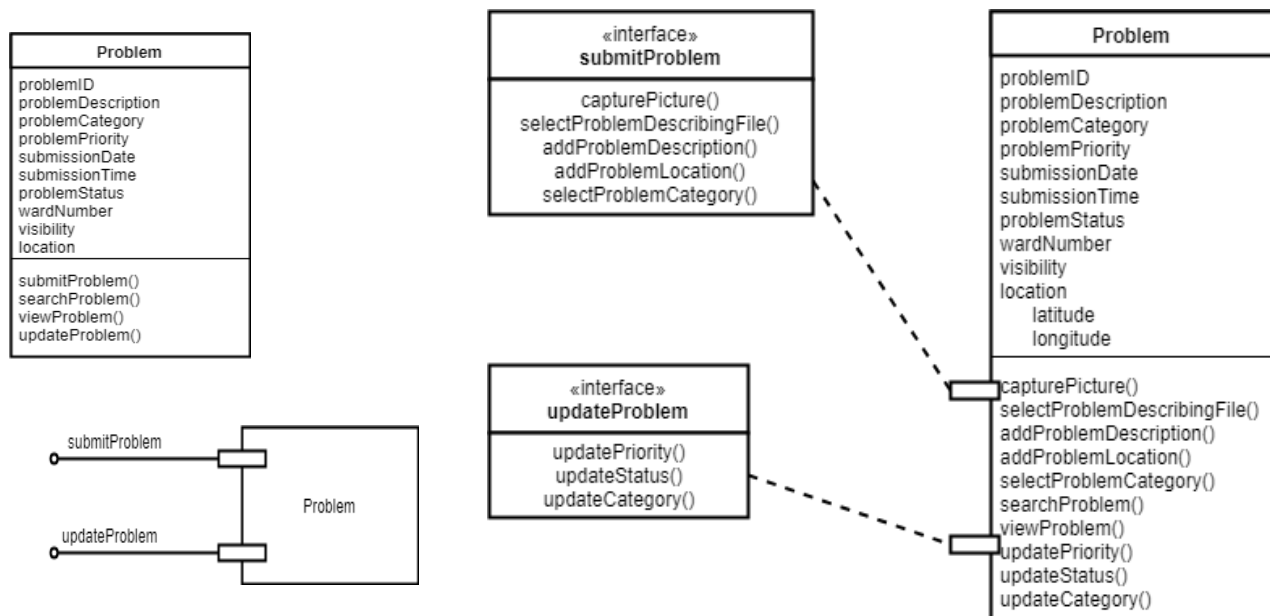 Problem
problemID
problemDescription
problemCategory
problemPriority
submissionDate
submissionTime
problemStatus
wardNumber
visibility
location
submitProblem()
searchProblem()
viewProblem()
updateProblem()
submitProblem
updateProblem
Problem
«interface»
submitProblem
capturePicture()
selectProblemDescribingFile()
addProblemDescription()
addProblemLocation()
selectProblemCategory()
«interface»
updateProblem
updatePriority()
updateStatus()
updateCategory()
Problem
problemID
problemDescription
problemCategory
problemPriority
submissionDate
submissionTime
problemStatus
wardNumber
visibility
location
latitude
longitude
capturePicture()
selectProblemDescribingFile()
addProblemDescription()
addProblemLocation()
selectProblemCategory()
searchProblem()
viewProblem()
updatePriority()
updateStatus()
updateCategory()